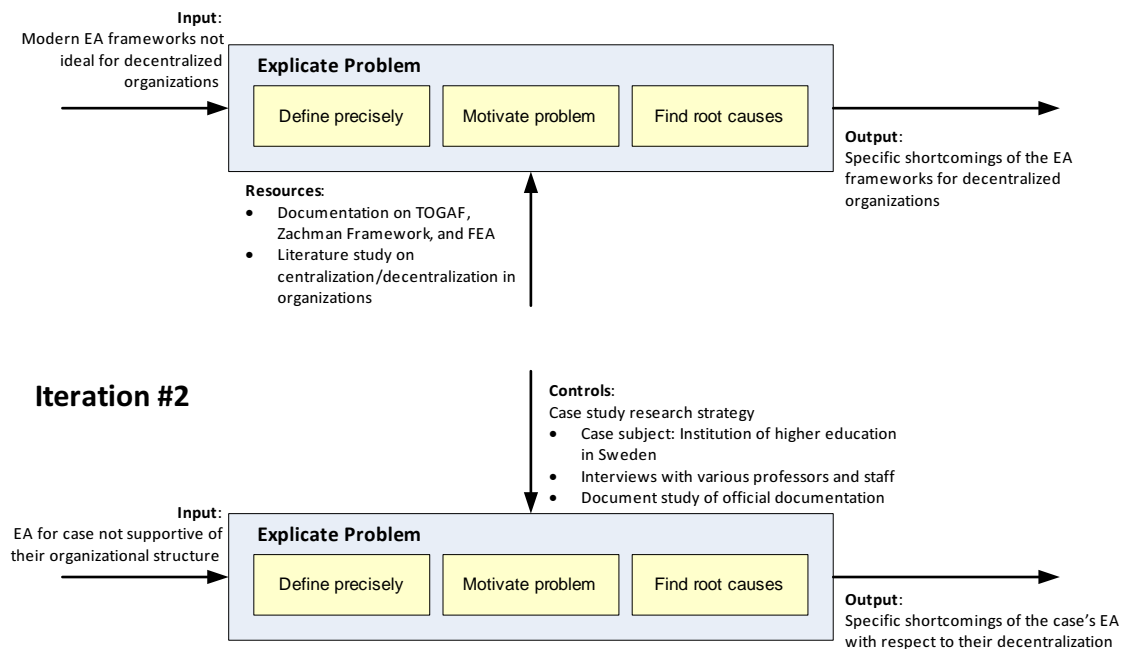 Input:
Modern EA frameworks not
ideal for decentralized
organizations
Explicate Problem
Define precisely
Motivate problem
Find root causes
Output:
Specific shortcomings of the EA
frameworks for decentralized
organizations
Resources:
• Documentation on TOGAF,
Zachman Framework, and FEA
• Literature study on
centralization/decentralization in
organizations
Iteration #2
Controls:
Case study research strategy
• Case subject: Institution of higher education
in Sweden
• Interviews with various professors and staff
• Document study of official documentation
Input:
EA for case not supportive of
their organizational structure
Explicate Problem
Define precisely
Motivate problem
Find root causes
Output:
Specific shortcomings of the case's EA
with respect to their decentralization